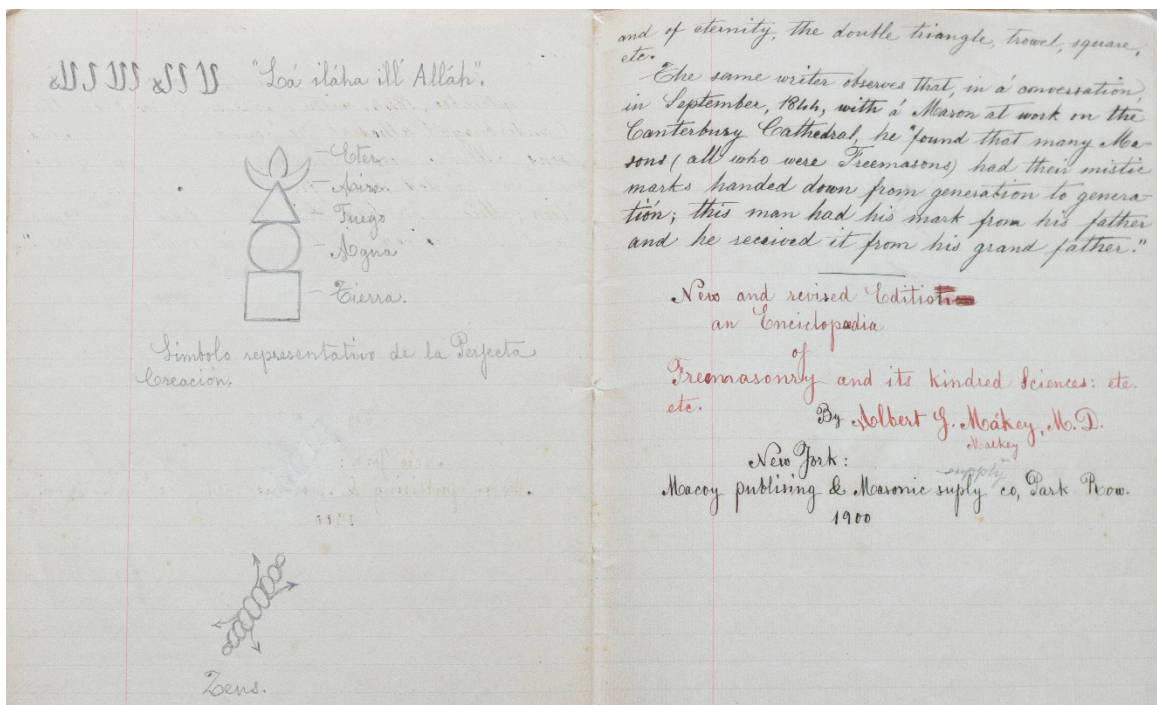 "Lá iláha ill' Alláh".
Eter
Aire
Fuego
Agua
Tierra.
Símbolo representativo de la Perfecta
Creación.
Zens.
and of eternity, the double triangle, trowel, square,
etc.
The same writer observes that, in a conversation,
in September, 1844, with á Mason at work on the
Canterbury Cathedral, he "found that many Ma-
sons (all who were Freemasons) had their mistic
marks handed down from generation to genera-
tión; this man had his mark from his father
and he received it from his grand father."
New and revised Edition
an Enciclopædia
of
Freemasonry and its kindred Sciences: etc.
etc.
By Albert G. Mákey, M.D.
Mackey
New York:
supply
Macoy publising & Masonic suply co, Park Row.
1900